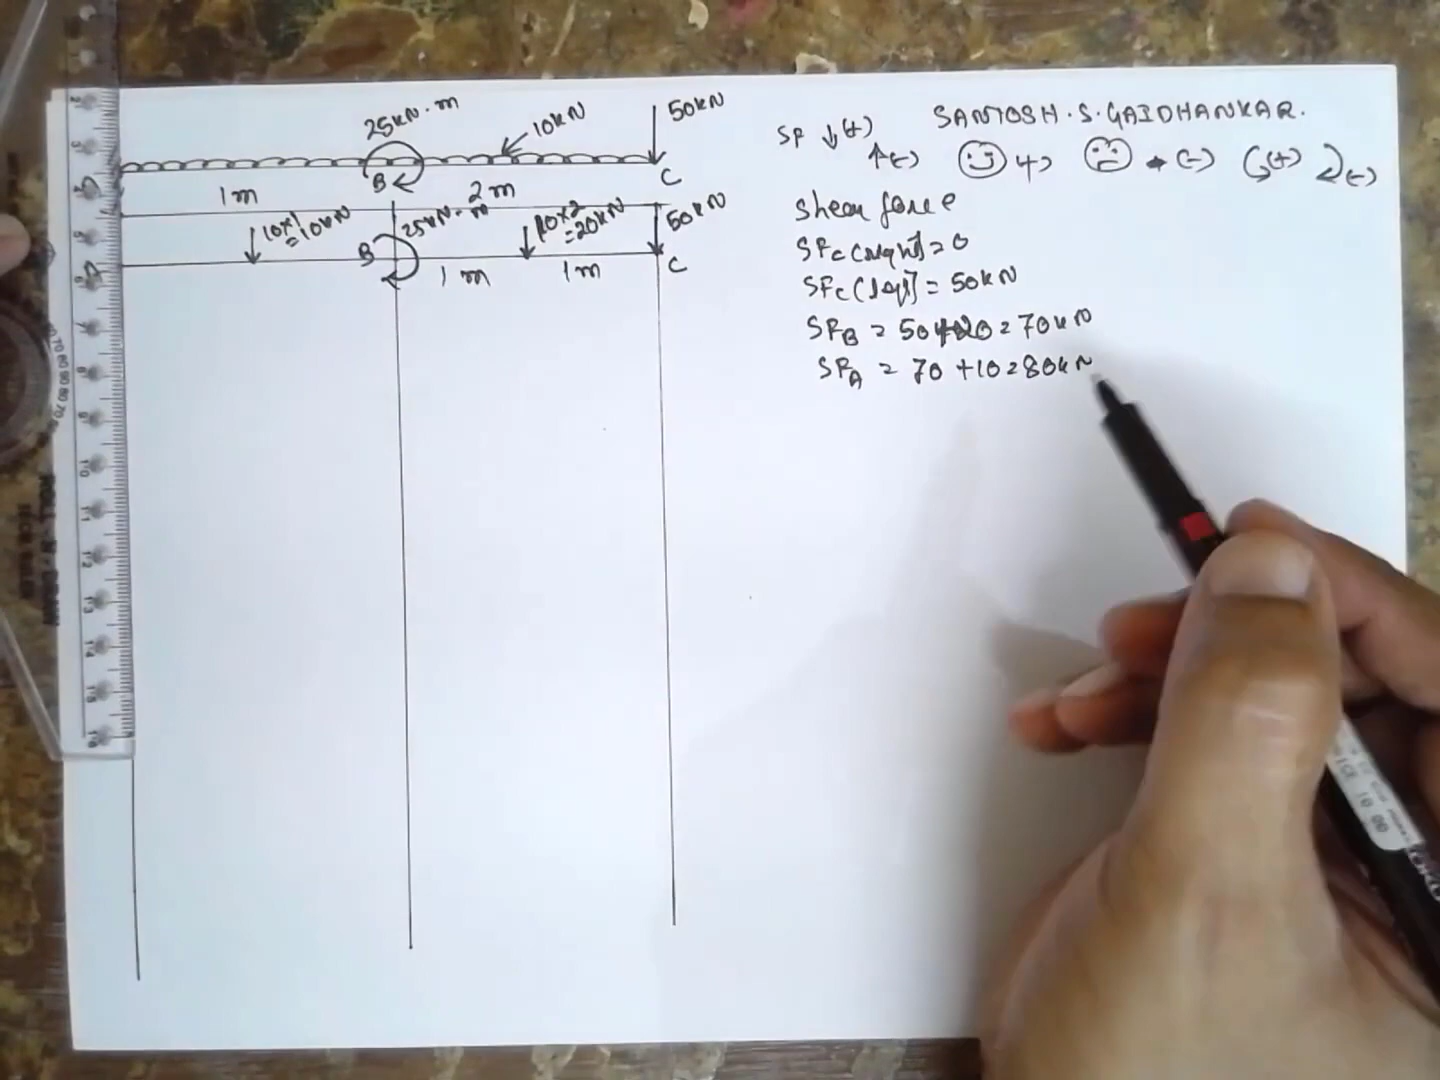 25kN.m
10kN
50kN
1m
B
2m
C
10x1
=10kN
25kN-m
10x2
=20kN
50kN
B
1m
1m
C
SF ↓(+)
↑(-)
SANTOSH.S.GAIDHANKAR.
(+)
(-)
(+)
(-)
Shear force
SFc(right)=0
SFc(left)=50kN
SFB = 50+20=70kN
SFA = 70+10=80kN